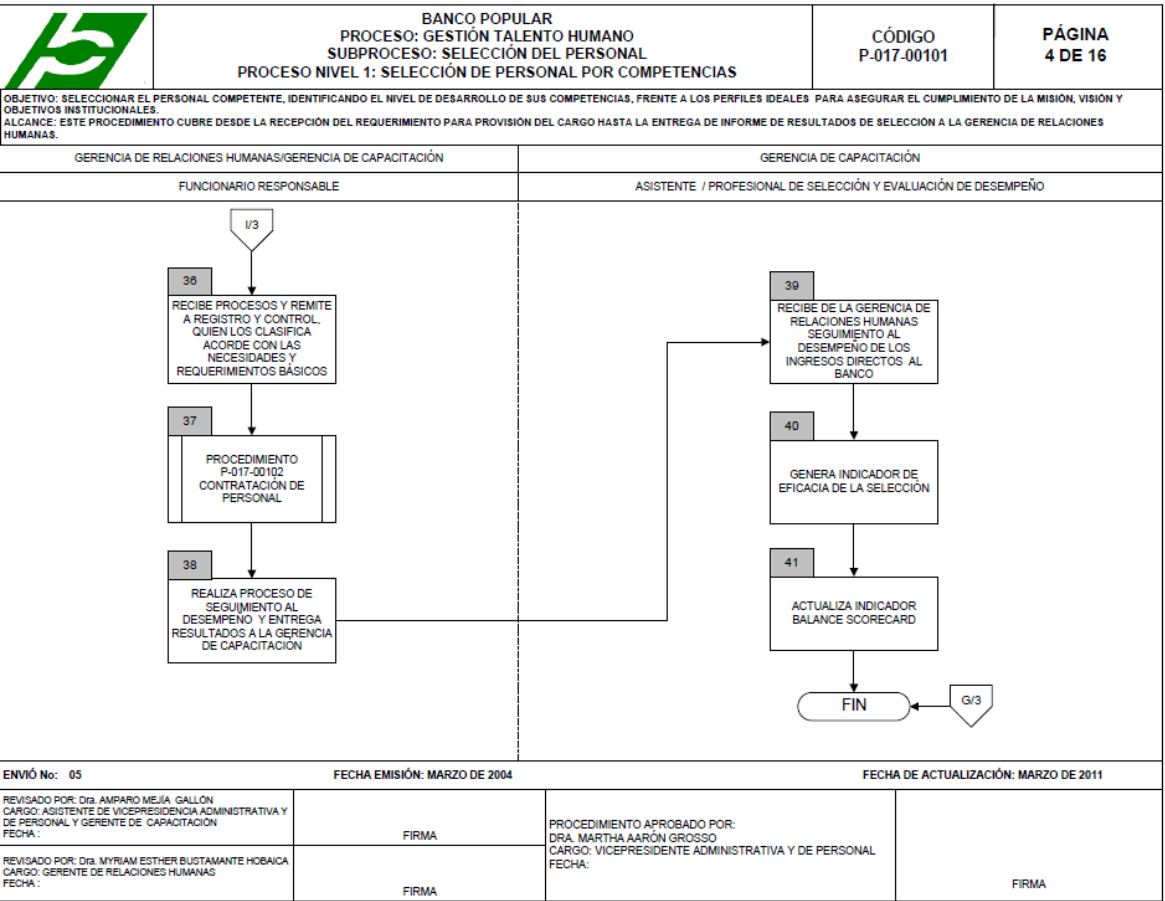 BANCO POPULAR
PROCESO: GESTIÓN TALENTO HUMANO
SUBPROCESO: SELECCIÓN DEL PERSONAL
PROCESO NIVEL 1: SELECCIÓN DE PERSONAL POR COMPETENCIAS
CÓDIGO
P-017-00101
PÁGINA
4 DE 16
OBJETIVO: SELECCIONAR EL PERSONAL COMPETENTE, IDENTIFICANDO EL NIVEL DE DESARROLLO DE SUS COMPETENCIAS, FRENTE A LOS PERFILES IDEALES PARA ASEGURAR EL CUMPLIMIENTO DE LA MISIÓN, VISIÓN Y
OBJETIVOS INSTITUCIONALES.
ALCANCE: ESTE PROCEDIMIENTO CUBRE DESDE LA RECEPCIÓN DEL REQUERIMIENTO PARA PROVISIÓN DEL CARGO HASTA LA ENTREGA DE INFORME DE RESULTADOS DE SELECCIÓN A LA GERENCIA DE RELACIONES
HUMANAS.
GERENCIA DE RELACIONES HUMANAS/GERENCIA DE CAPACITACIÓN
GERENCIA DE CAPACITACIÓN
FUNCIONARIO RESPONSABLE
ASISTENTE / PROFESIONAL DE SELECCIÓN Y EVALUACIÓN DE DESEMPEÑO
I/3
36
RECIBE PROCESOS Y REMITE
A REGISTRO Y CONTROL,
QUIEN LOS CLASIFICA
ACORDE CON LAS
NECESIDADES Y
REQUERIMIENTOS BÁSICOS
37
PROCEDIMIENTO
P-017-00102
CONTRATACIÓN DE
PERSONAL
38
REALIZA PROCESO DE
SEGUIMIENTO AL
DESEMPEÑO Y ENTREGA
RESULTADOS A LA GERENCIA
DE CAPACITACIÓN
39
RECIBE DE LA GERENCIA DE
RELACIONES HUMANAS
SEGUIMIENTO AL
DESEMPEÑO DE LOS
INGRESOS DIRECTOS AL
BANCO
40
GENERA INDICADOR DE
EFICACIA DE LA SELECCIÓN
41
ACTUALIZA INDICADOR
BALANCE SCORECARD
FIN
G/3
ENVIÓ No: 05
FECHA EMISIÓN: MARZO DE 2004
FECHA DE ACTUALIZACIÓN: MARZO DE 2011
REVISADO POR: Dra. AMPARO MEJÍA GALLÓN
CARGO: ASISTENTE DE VICEPRESIDENCIA ADMINISTRATIVA Y
DE PERSONAL Y GERENTE DE CAPACITACIÓN
FECHA :
FIRMA
REVISADO POR: Dra. MYRIAM ESTHER BUSTAMANTE HOBAICA
CARGO: GERENTE DE RELACIONES HUMANAS
FECHA :
FIRMA
PROCEDIMIENTO APROBADO POR:
DRA. MARTHA AARÓN GROSSO
CARGO: VICEPRESIDENTE ADMINISTRATIVA Y DE PERSONAL
FECHA:
FIRMA